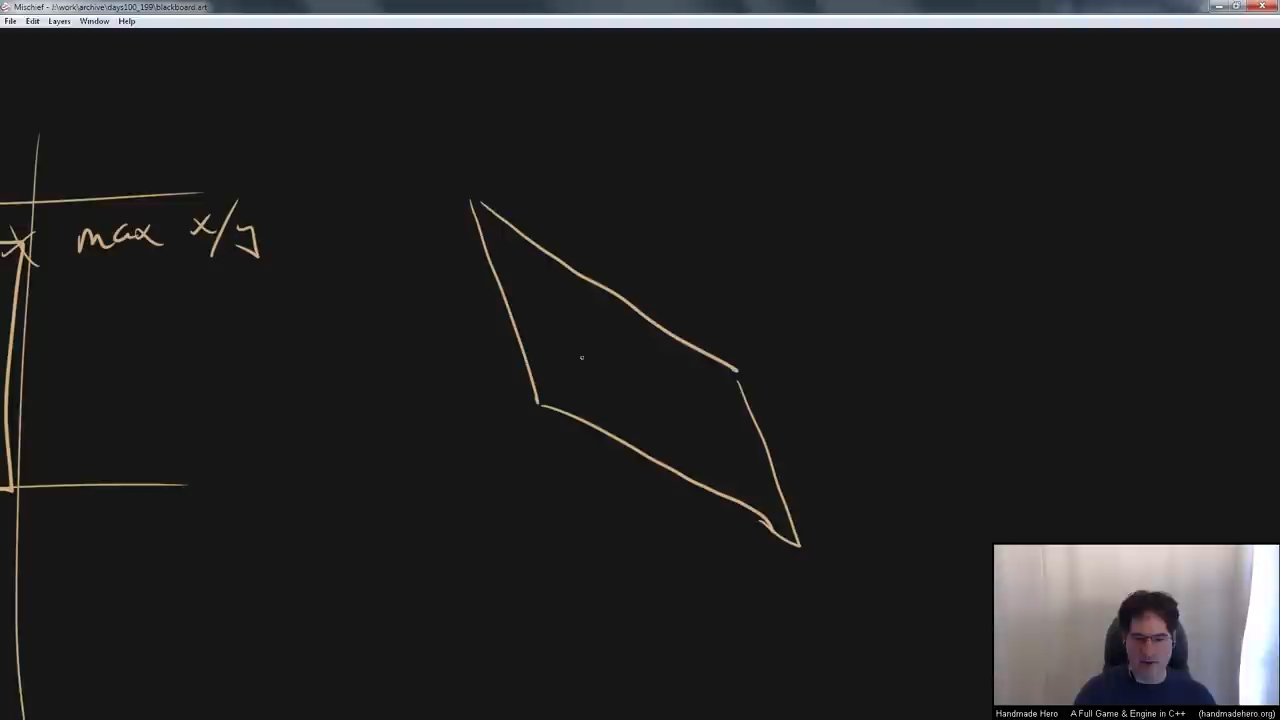 Mischief - J:\work\archive\days100_199\blackboard.art
File Edit Layers Window Help
max x/y
Handmade Hero A Full Game & Engine in C++ (handmadehero.org)